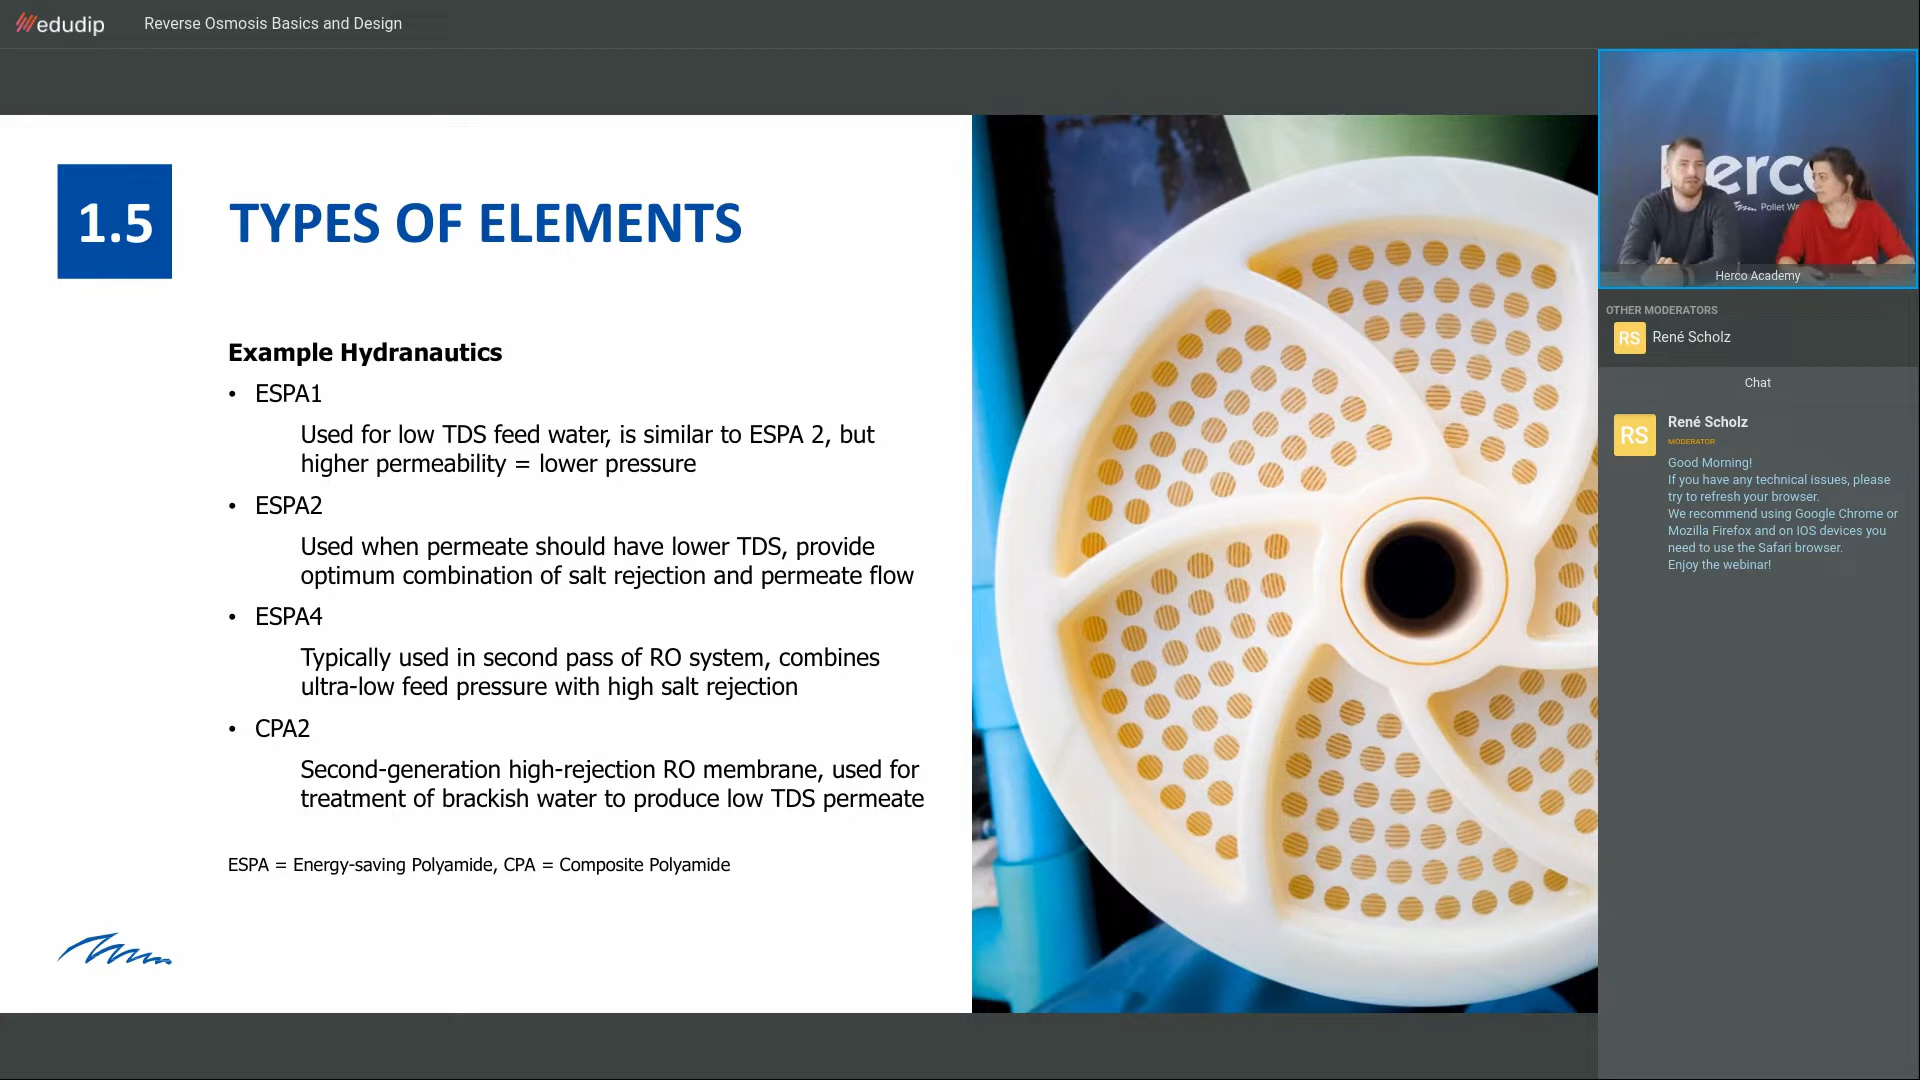 edudip
Reverse Osmosis Basics and Design
1.5
TYPES OF ELEMENTS
Example Hydranautics
• ESPA1
Used for low TDS feed water, is similar to ESPA 2, but
higher permeability = lower pressure
• ESPA2
Used when permeate should have lower TDS, provide
optimum combination of salt rejection and permeate flow
• ESPA4
Typically used in second pass of RO system, combines
ultra-low feed pressure with high salt rejection
• CPA2
Second-generation high-rejection RO membrane, used for
treatment of brackish water to produce low TDS permeate
ESPA = Energy-saving Polyamide, CPA = Composite Polyamide
Herco
Pollet Wa
Herco Academy
OTHER MODERATORS
RS
René Scholz
Chat
RS
René Scholz
MODERATOR
Good Morning!
If you have any technical issues, please
try to refresh your browser.
We recommend using Google Chrome or
Mozilla Firefox and on IOS devices you
need to use the Safari browser.
Enjoy the webinar!